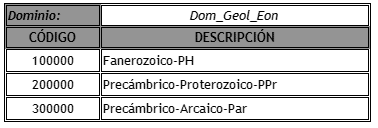 Dominio: Dom_Geol_Eon
CÓDIGO DESCRIPCIÓN
100000 Fanerozoico-PH
200000 Precámbrico-Proterozoico-PPr
300000 Precámbrico-Arcaico-Par